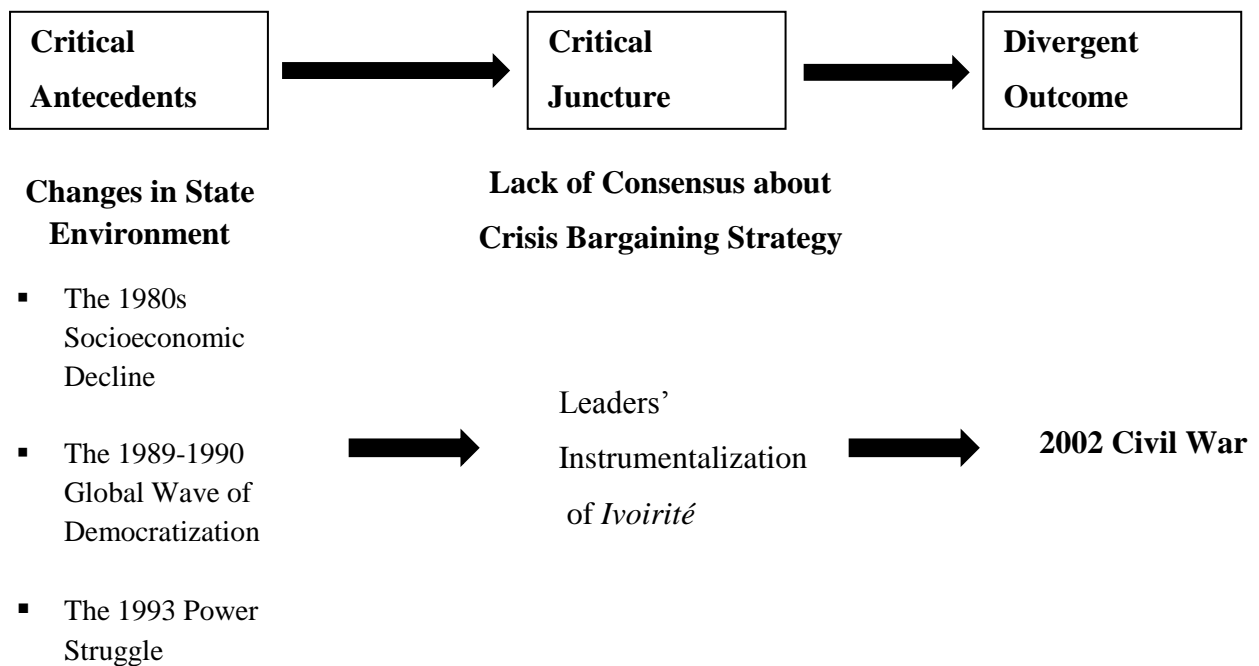 Critical
Antecedents
Critical
Juncture
Divergent
Outcome
Changes in State
Environment
Lack of Consensus about
Crisis Bargaining Strategy
▪ The 1980s
Socioeconomic
Decline
▪ The 1989-1990
Global Wave of
Democratization
▪ The 1993 Power
Struggle
Leaders’
Instrumentalization
of Ivoirité
2002 Civil War